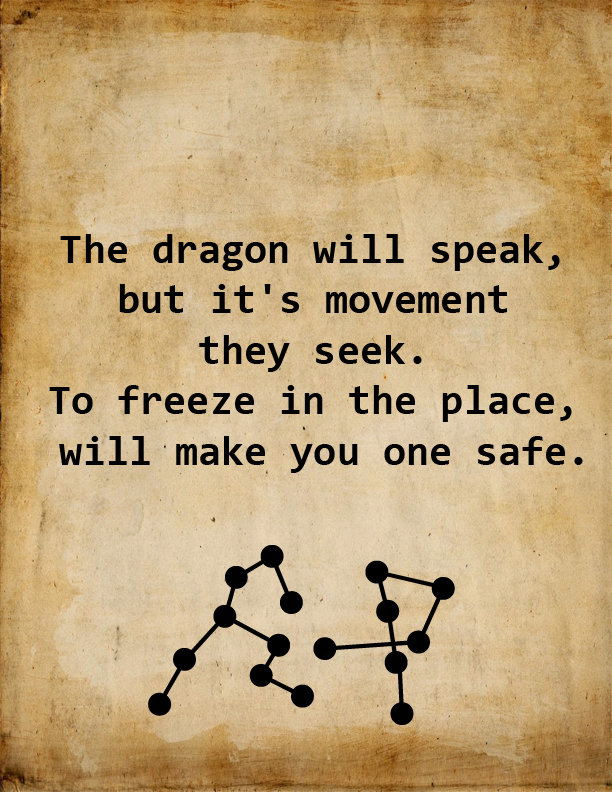 The dragon will speak,
but it's movement
they seek.
To freeze in the place,
will make you one safe.